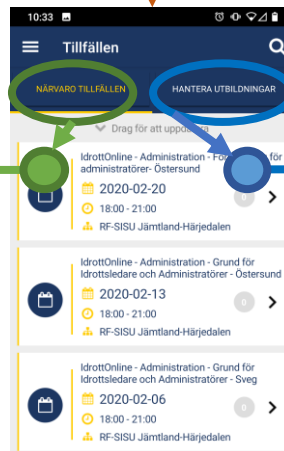 10:33
Tillfällen
NÄRVARO TILLFÄLLEN
HANTERA UTBILDNINGAR
Drag för att uppdatera
IdrottOnline - Administration - för
administratörer- Östersund
2020-02-20
0
18:00 - 21:00
RF-SISU Jämtland-Härjedalen
IdrottOnline - Administration - Grund för
Idrottsledare och Administratörer - Östersund
2020-02-13
0
18:00 - 21:00
RF-SISU Jämtland-Härjedalen
IdrottOnline - Administration - Grund för
Idrottsledare och Administratörer - Sveg
2020-02-06
0
18:00 - 21:00
RF-SISU Jämtland-Härjedalen